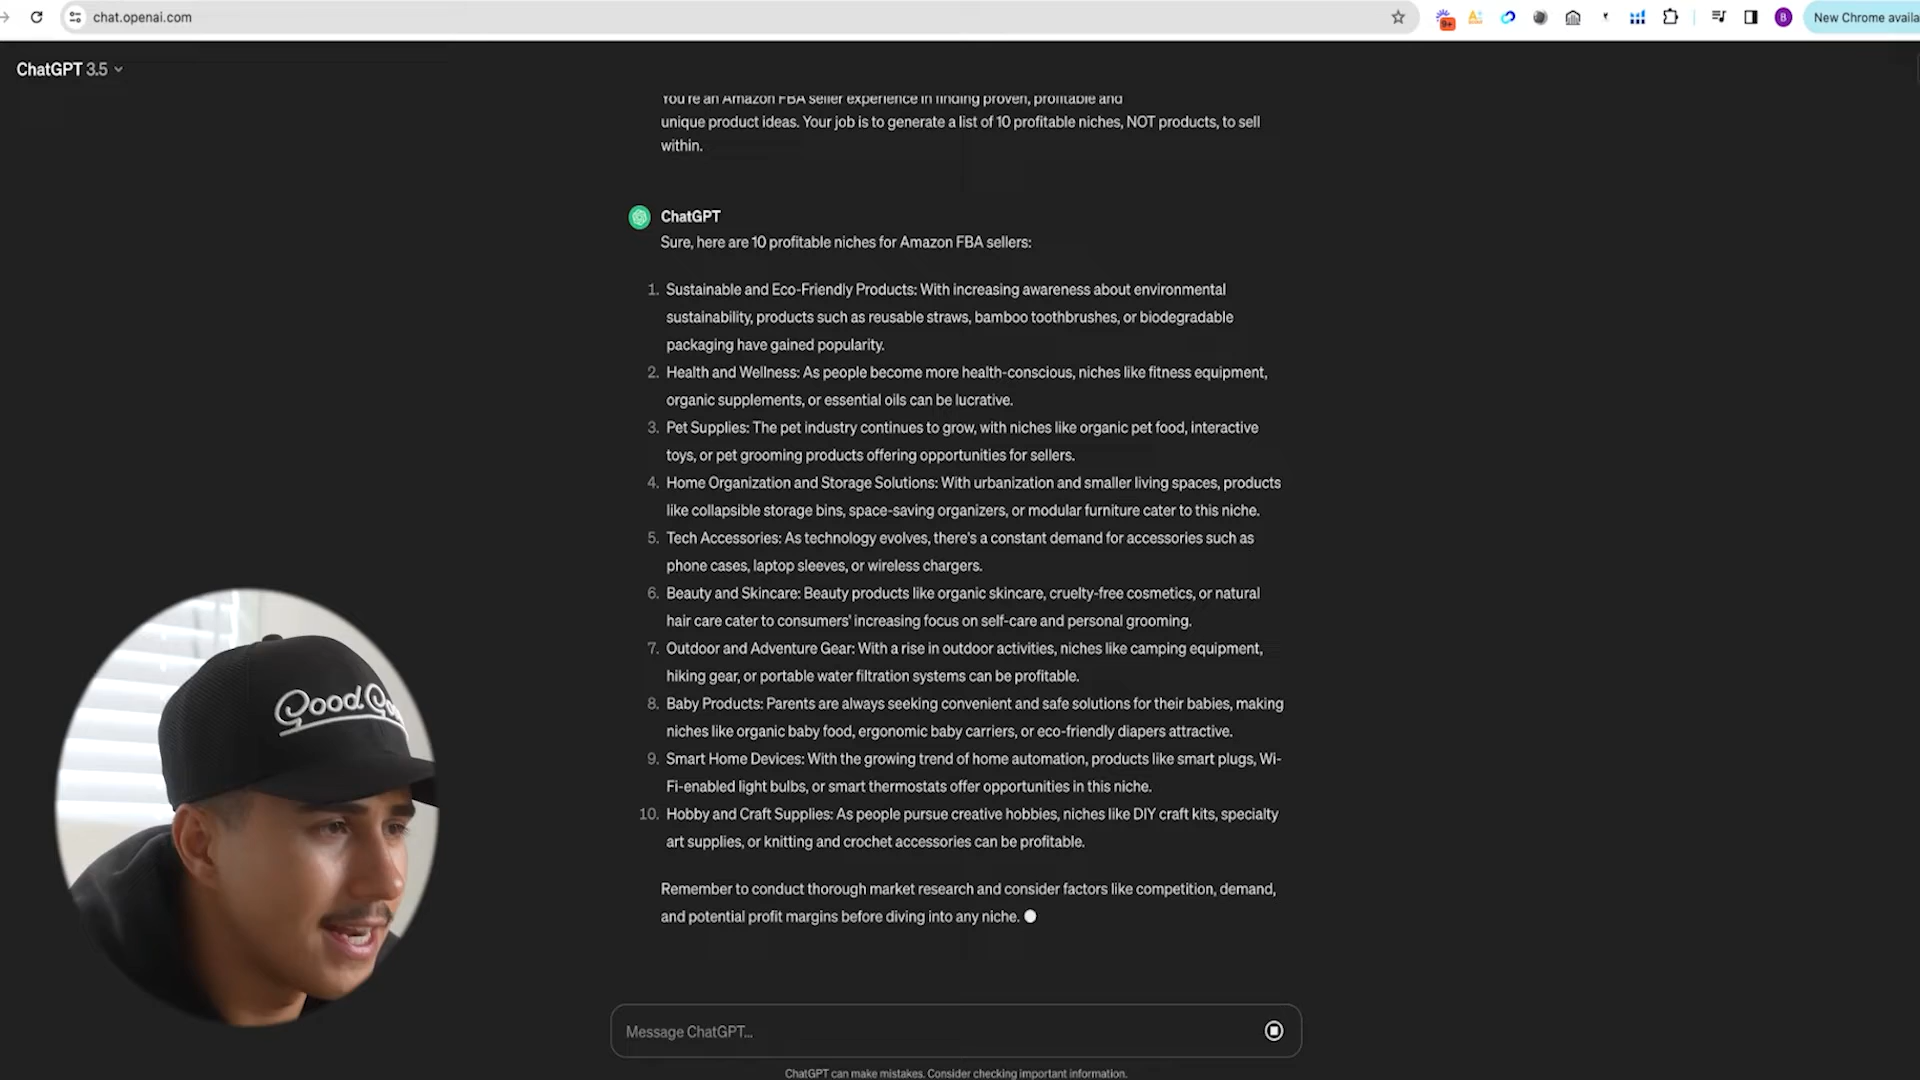 chat.openai.com
9+
B
New Chrome availa
ChatGPT 3.5
You're an Amazon FBA seller experience in finding proven, profitable and
unique product ideas. Your job is to generate a list of 10 profitable niches, NOT products, to sell
within.
ChatGPT
Sure, here are 10 profitable niches for Amazon FBA sellers:
1. Sustainable and Eco-Friendly Products: With increasing awareness about environmental
sustainability, products such as reusable straws, bamboo toothbrushes, or biodegradable
packaging have gained popularity.
2. Health and Wellness: As people become more health-conscious, niches like fitness equipment,
organic supplements, or essential oils can be lucrative.
3. Pet Supplies: The pet industry continues to grow, with niches like organic pet food, interactive
toys, or pet grooming products offering opportunities for sellers.
4. Home Organization and Storage Solutions: With urbanization and smaller living spaces, products
like collapsible storage bins, space-saving organizers, or modular furniture cater to this niche.
5. Tech Accessories: As technology evolves, there's a constant demand for accessories such as
phone cases, laptop sleeves, or wireless chargers.
6. Beauty and Skincare: Beauty products like organic skincare, cruelty-free cosmetics, or natural
hair care cater to consumers' increasing focus on self-care and personal grooming.
7. Outdoor and Adventure Gear: With a rise in outdoor activities, niches like camping equipment,
hiking gear, or portable water filtration systems can be profitable.
8. Baby Products: Parents are always seeking convenient and safe solutions for their babies, making
niches like organic baby food, ergonomic baby carriers, or eco-friendly diapers attractive.
9. Smart Home Devices: With the growing trend of home automation, products like smart plugs, Wi-
Fi-enabled light bulbs, or smart thermostats offer opportunities in this niche.
10. Hobby and Craft Supplies: As people pursue creative hobbies, niches like DIY craft kits, specialty
art supplies, or knitting and crochet accessories can be profitable.
Remember to conduct thorough market research and consider factors like competition, demand,
and potential profit margins before diving into any niche.
Good
Message ChatGPT...
ChatGPT can make mistakes. Consider checking important information.